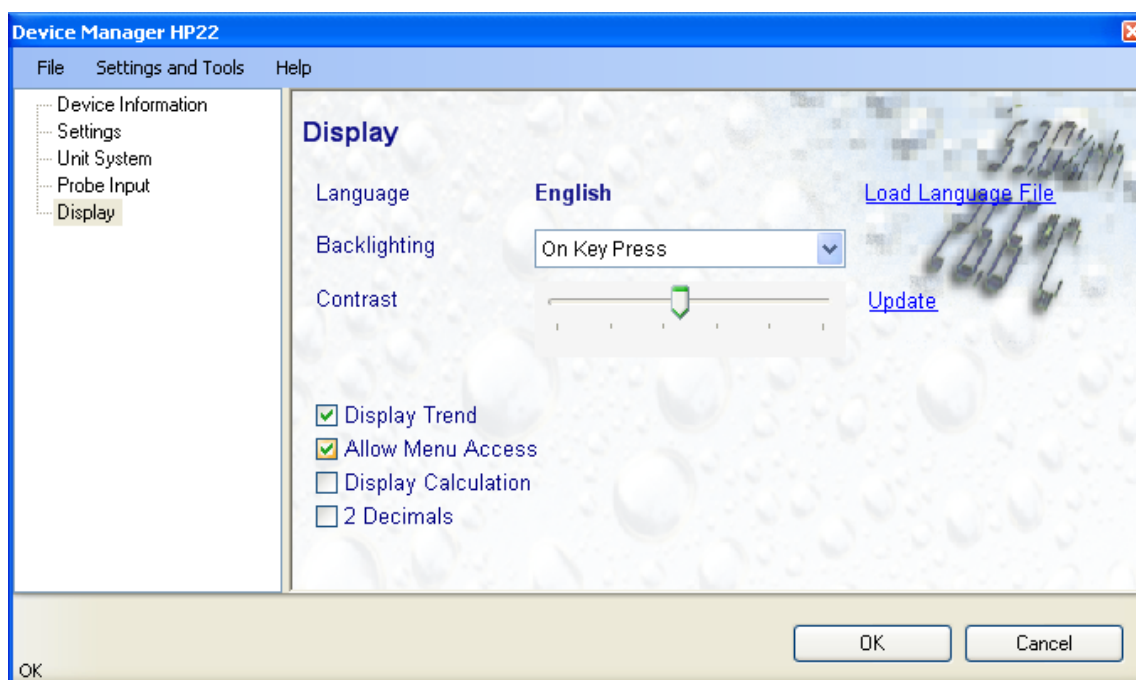 Device Manager HP22
File Settings and Tools Help
Device Information
Settings
Unit System
Probe Input
Display
Display
Language English Load Language File
Backlighting On Key Press
Contrast Update
Display Trend
Allow Menu Access
Display Calculation
2 Decimals
OK Cancel
OK